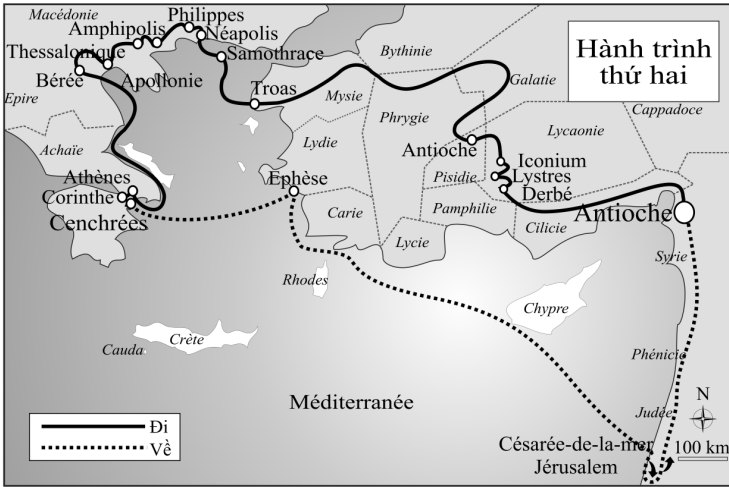 Macédonie
Philippes
Amphipolis
Néapolis
Thessalonique
Samothrace
Bérée
Apollonie
Troas
Epire
Bythinie
Hành trình
thứ hai
Galatie
Mysie
Cappadoce
Phrygie
Lydie
Lycaonie
Antioche
Achaïe
Iconium
Athènes
Ephèse
Pisidie
Lystres
Corinthe
Derbé
Cenchrées
Carie
Pamphilie
Antioche
Lycie
Cilicie
Syrie
Rhodes
Chypre
Crète
Cauda
Phénicie
Méditerranée
N
Judée
Đi
Césarée-de-la-mer
100 km
Về
Jérusalem